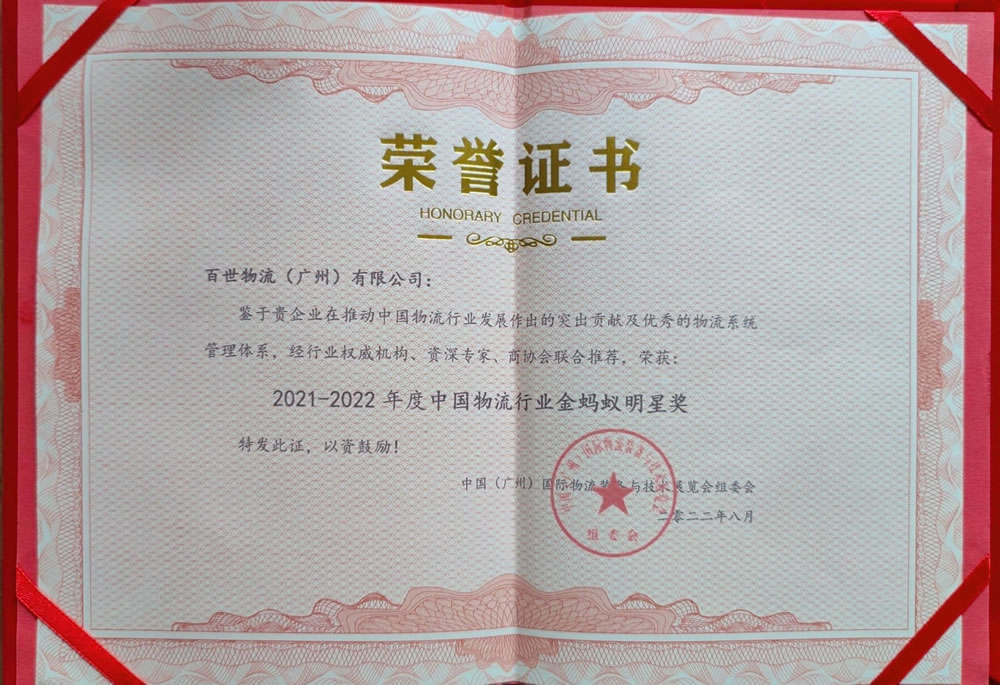 荣誉证书
HONORARY CREDENTIAL
百世物流（广州）有限公司：
鉴于贵企业在推动中国物流行业发展作出的突出贡献及优秀的物流系统
管理体系，经行业权威机构、资深专家、商协会联合推荐，荣获：
2021-2022 年度中国物流行业金蚂蚁明星奖
特发此证，以资鼓励！
中国（广州）国际物流装备与技术展览会组委会
二零二二年八月
组委会